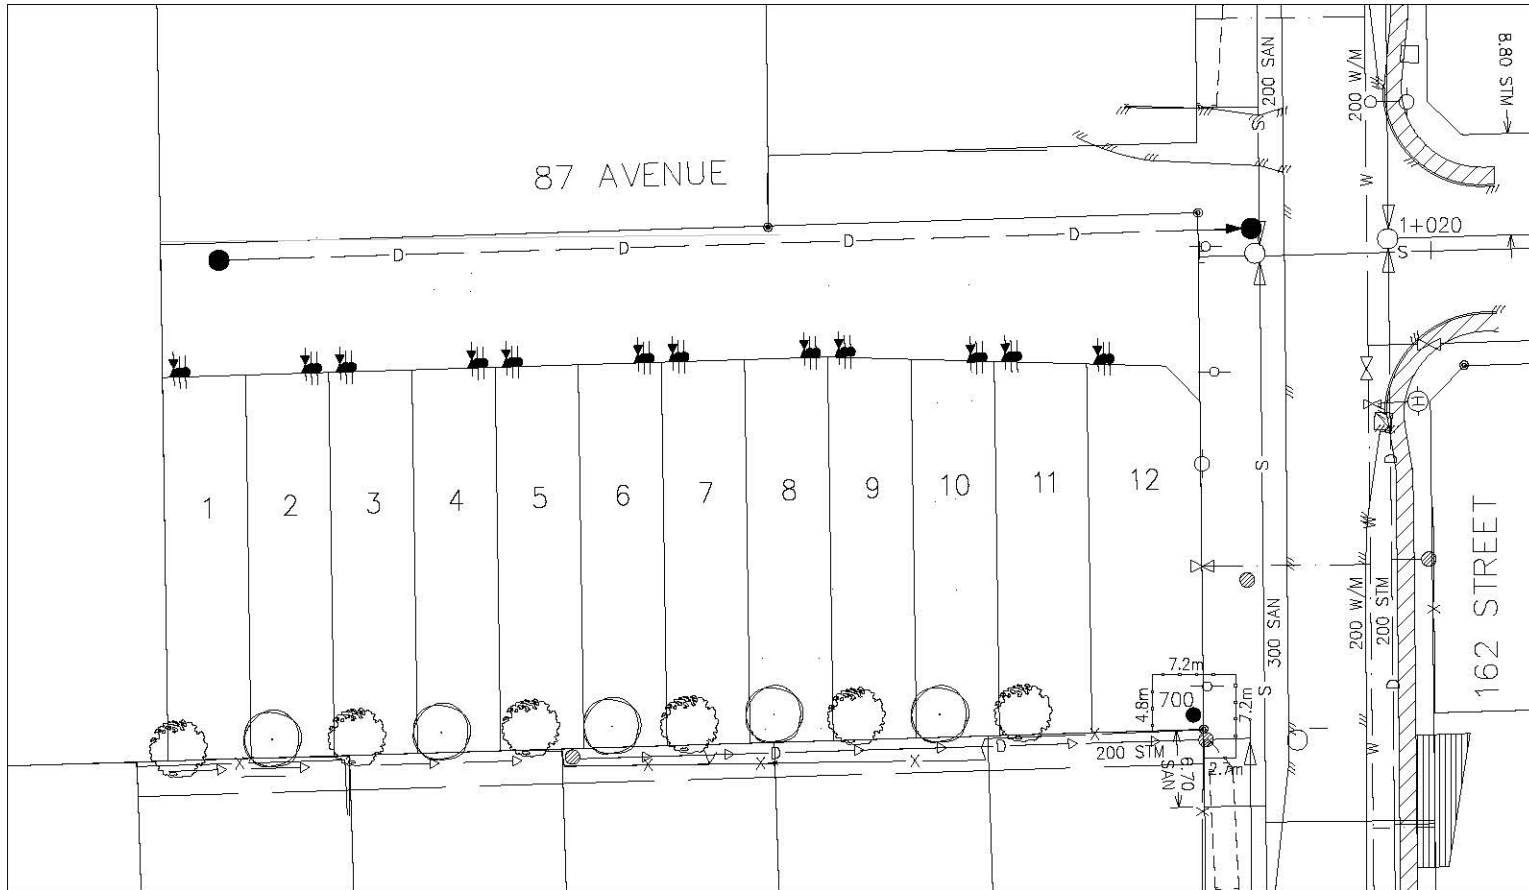 87 AVENUE
200 SAN
S
200 W/M
W
8.80 STM
D D D D
1+020
S
H
1 2 3 4 5 6 7 8 9 10 11 12
S
D
W
162 STREET
200 W/M
200 STM
X
300 SAN
S
7.2m
4.8m
700
7.2m
D
W
X X X D X D X
200 STM
6.70
SAN
2.7m
X